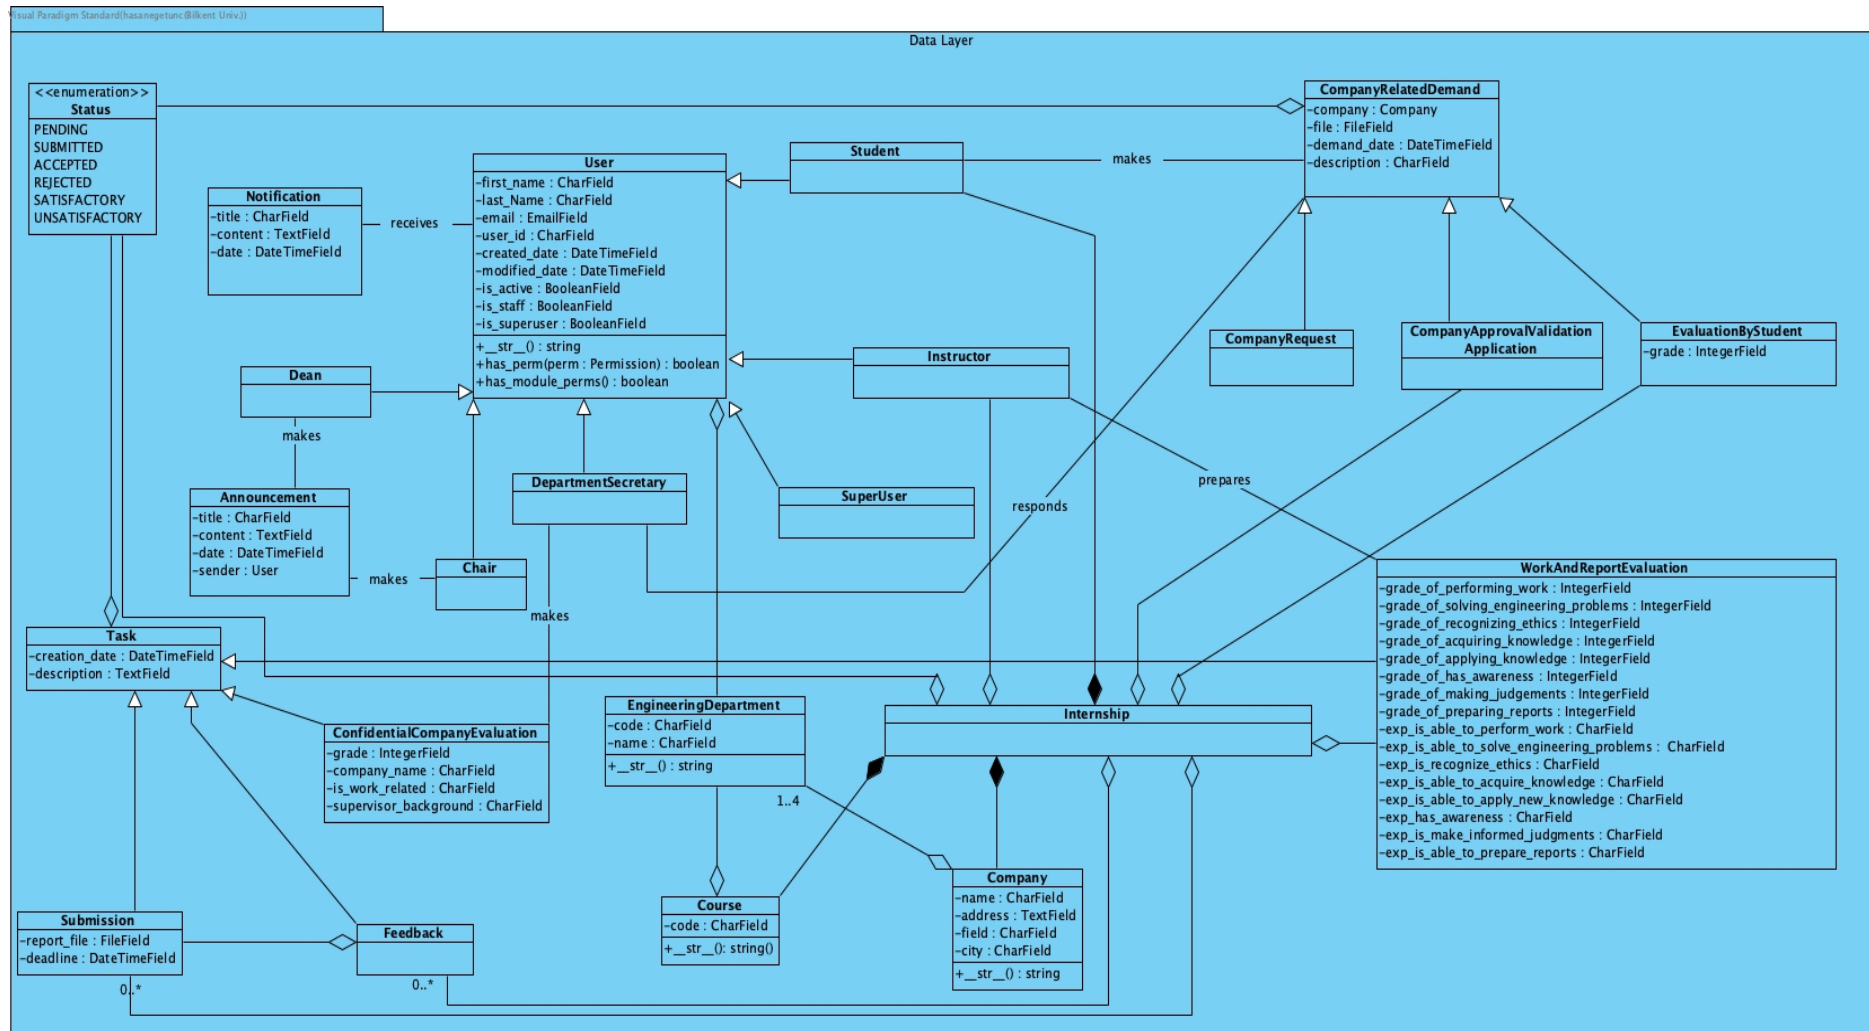 Visual Paradigm Standard(hasanegetunc(Bilkent Univ.))
Data Layer
<<enumeration>>
Status
PENDING
SUBMITTED
ACCEPTED
REJECTED
SATISFACTORY
UNSATISFACTORY
Notification
-title : CharField
-content : TextField
-date : DateTimeField
receives
User
-first_name : CharField
-last_Name : CharField
-email : EmailField
-user_id : CharField
-created_date : DateTimeField
-modified_date : DateTimeField
-is_active : BooleanField
-is_staff : BooleanField
-is_superuser : BooleanField
+__str__() : string
+has_perm(perm : Permission) : boolean
+has_module_perms() : boolean
Student
makes
CompanyRelatedDemand
-company : Company
-file : FileField
-demand_date : DateTimeField
-description : CharField
CompanyRequest
CompanyApprovalValidation
Application
EvaluationByStudent
-grade : IntegerField
Instructor
Dean
makes
Announcement
-title : CharField
-content : TextField
-date : DateTimeField
-sender : User
makes
Chair
DepartmentSecretary
makes
SuperUser
responds
prepares
WorkAndReportEvaluation
-grade_of_performing_work : IntegerField
-grade_of_solving_engineering_problems : IntegerField
-grade_of_recognizing_ethics : IntegerField
-grade_of_acquiring_knowledge : IntegerField
-grade_of_applying_knowledge : IntegerField
-grade_of_has_awareness : IntegerField
-grade_of_making_judgements : IntegerField
-grade_of_preparing_reports : IntegerField
-exp_is_able_to_perform_work : CharField
-exp_is_able_to_solve_engineering_problems : CharField
-exp_is_recognize_ethics : CharField
-exp_is_able_to_acquire_knowledge : CharField
-exp_is_able_to_apply_new_knowledge : CharField
-exp_has_awareness : CharField
-exp_is_make_informed_judgments : CharField
-exp_is_able_to_prepare_reports : CharField
Task
-creation_date : DateTimeField
-description : TextField
ConfidentialCompanyEvaluation
-grade : IntegerField
-company_name : CharField
-is_work_related : CharField
-supervisor_background : CharField
EngineeringDepartment
-code : CharField
-name : CharField
+__str__() : string
1..4
Internship
Company
-name : CharField
-address : TextField
-field : CharField
-city : CharField
+__str__() : string
Course
-code : CharField
+__str__(): string()
Submission
-report_file : FileField
-deadline : DateTimeField
0..*
Feedback
0..*